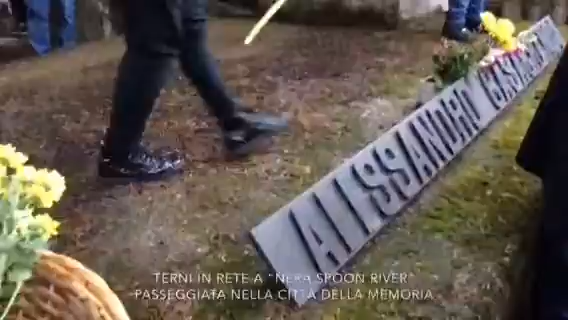 ALESSANDRO CASAGRANDE
TERNI IN RETE A "NERA SPOON RIVER"
PASSEGGIATA NELLA CITTÀ DELLA MEMORIA